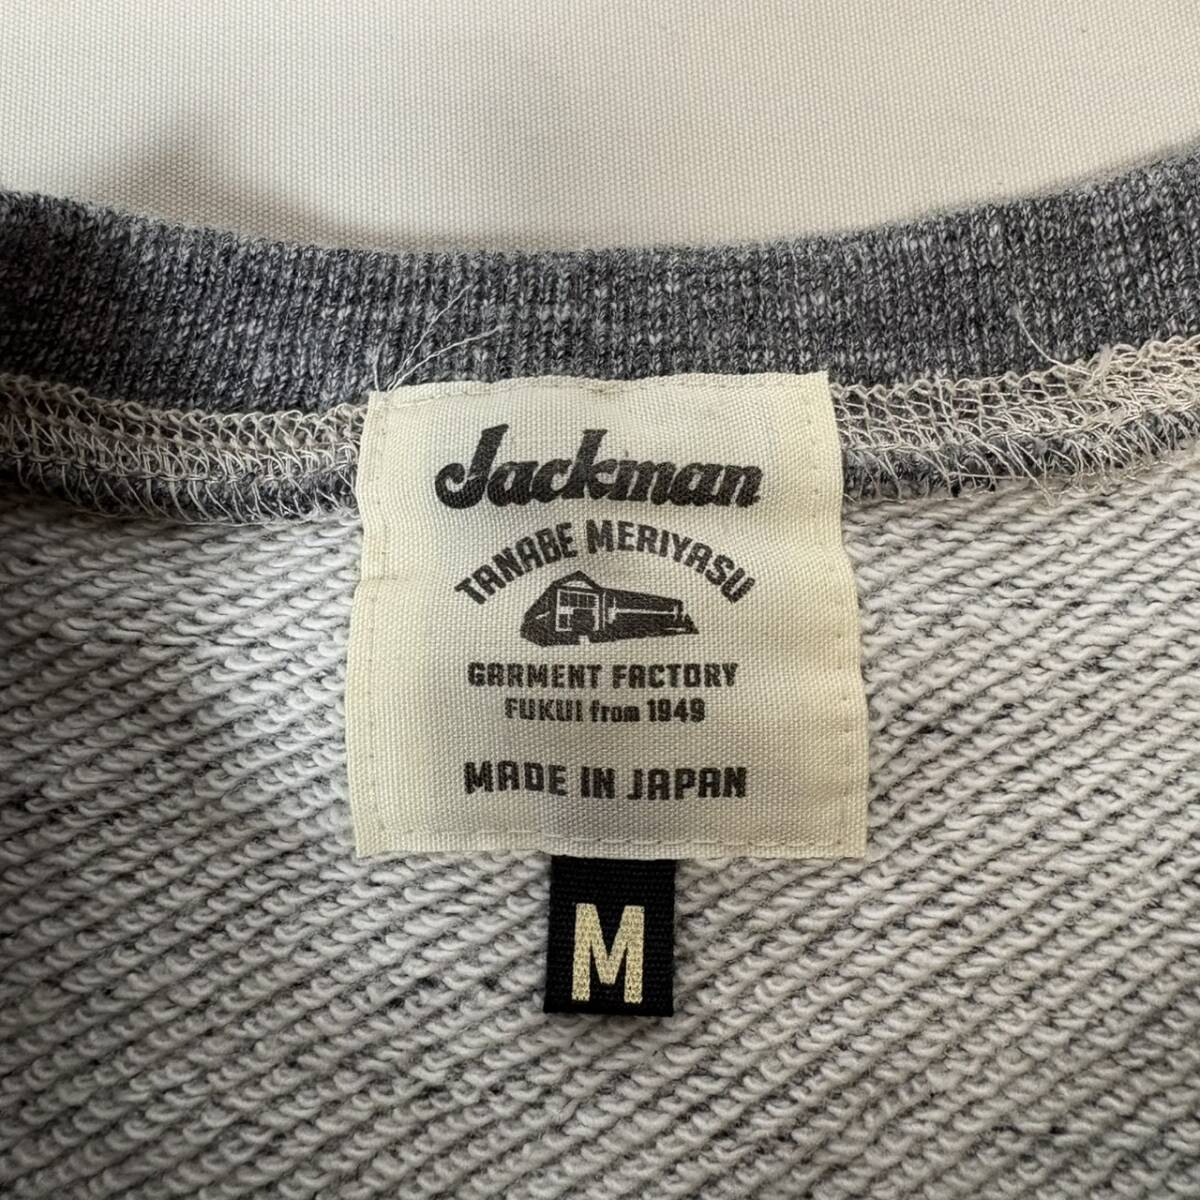 Jackman
TANABE MERIYASU
GARMENT FACTORY
FUKUI from 1949
MADE IN JAPAN
M